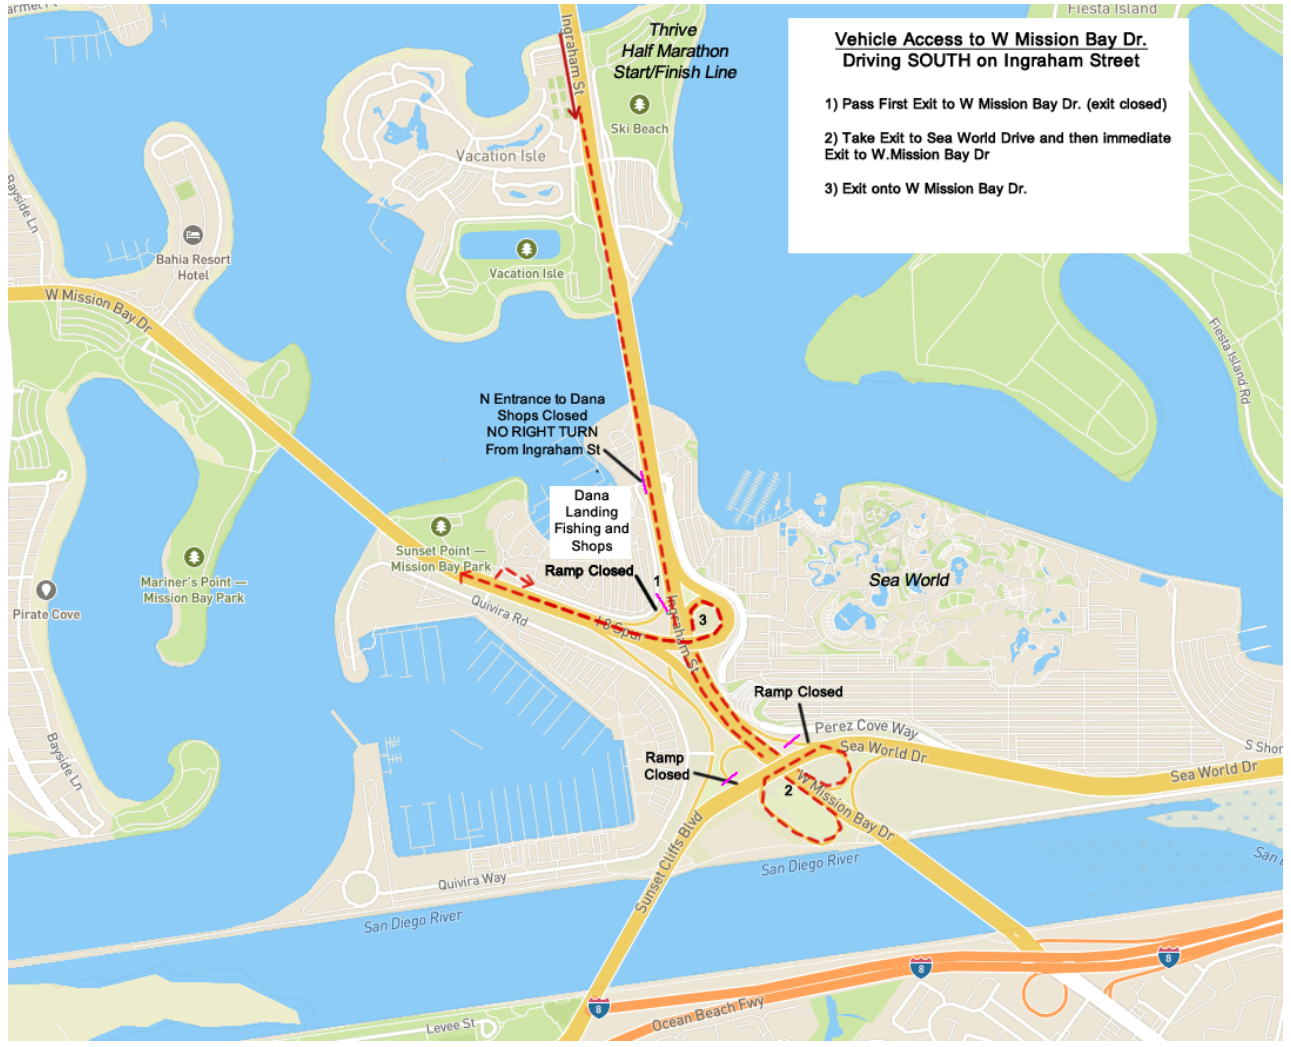 armel P
Ingraham St
Thrive
Half Marathon
Start/Finish Line
Fiesta Island
Vehicle Access to W Mission Bay Dr.
Driving SOUTH on Ingraham Street
1) Pass First Exit to W Mission Bay Dr. (exit closed)
2) Take Exit to Sea World Drive and then immediate
Exit to W.Mission Bay Dr
3) Exit onto W Mission Bay Dr.
Ski Beach
Vacation Isle
Bayside Ln
Bahia Resort
Hotel
Vacation Isle
W Mission Bay Dr
Fiesta Island Rd
N Entrance to Dana
Shops Closed
NO RIGHT TURN
From Ingraham St
Dana
Landing
Fishing and
Shops
Sunset Point —
Mission Bay Park
Ramp Closed
1
Sea World
Mariner's Point —
Mission Bay Park
Pirate Cove
Quivira Rd
I 8 Spur
Ingraham St
3
Ramp Closed
Perez Cove Way
Sea World Dr
S Shor
Sea World Dr
Bayside Ln
Ramp
Closed
2
W Mission Bay Dr
Sunset Cliffs Blvd
San Diego River
San D
Quivira Way
San Diego River
8
8
8
Ocean Beach Fwy
Levee St